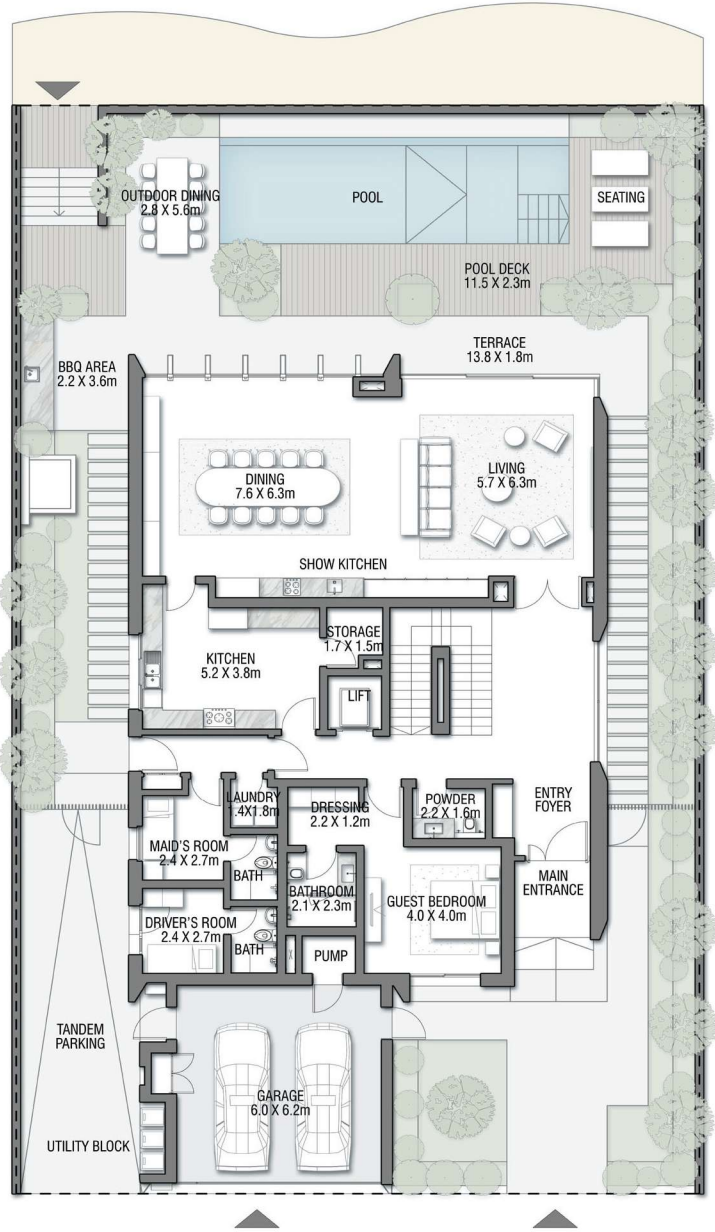 OUTDOOR DINING
2.8 X 5.6m
POOL
SEATING
POOL DECK
11.5 X 2.3m
TERRACE
13.8 X 1.8m
BBQ AREA
2.2 X 3.6m
DINING
7.6 X 6.3m
LIVING
5.7 X 6.3m
SHOW KITCHEN
KITCHEN
5.2 X 3.8m
STORAGE
1.7 X 1.5m
LIFT
LAUNDRY
1.4X1.8m
DRESSING
2.2 X 1.2m
POWDER
2.2 X 1.6m
ENTRY
FOYER
MAID'S ROOM
2.4 X 2.7m
BATH
BATHROOM
2.1 X 2.3m
GUEST BEDROOM
4.0 X 4.0m
MAIN
ENTRANCE
DRIVER'S ROOM
2.4 X 2.7m
BATH
PUMP
TANDEM
PARKING
GARAGE
6.0 X 6.2m
UTILITY BLOCK